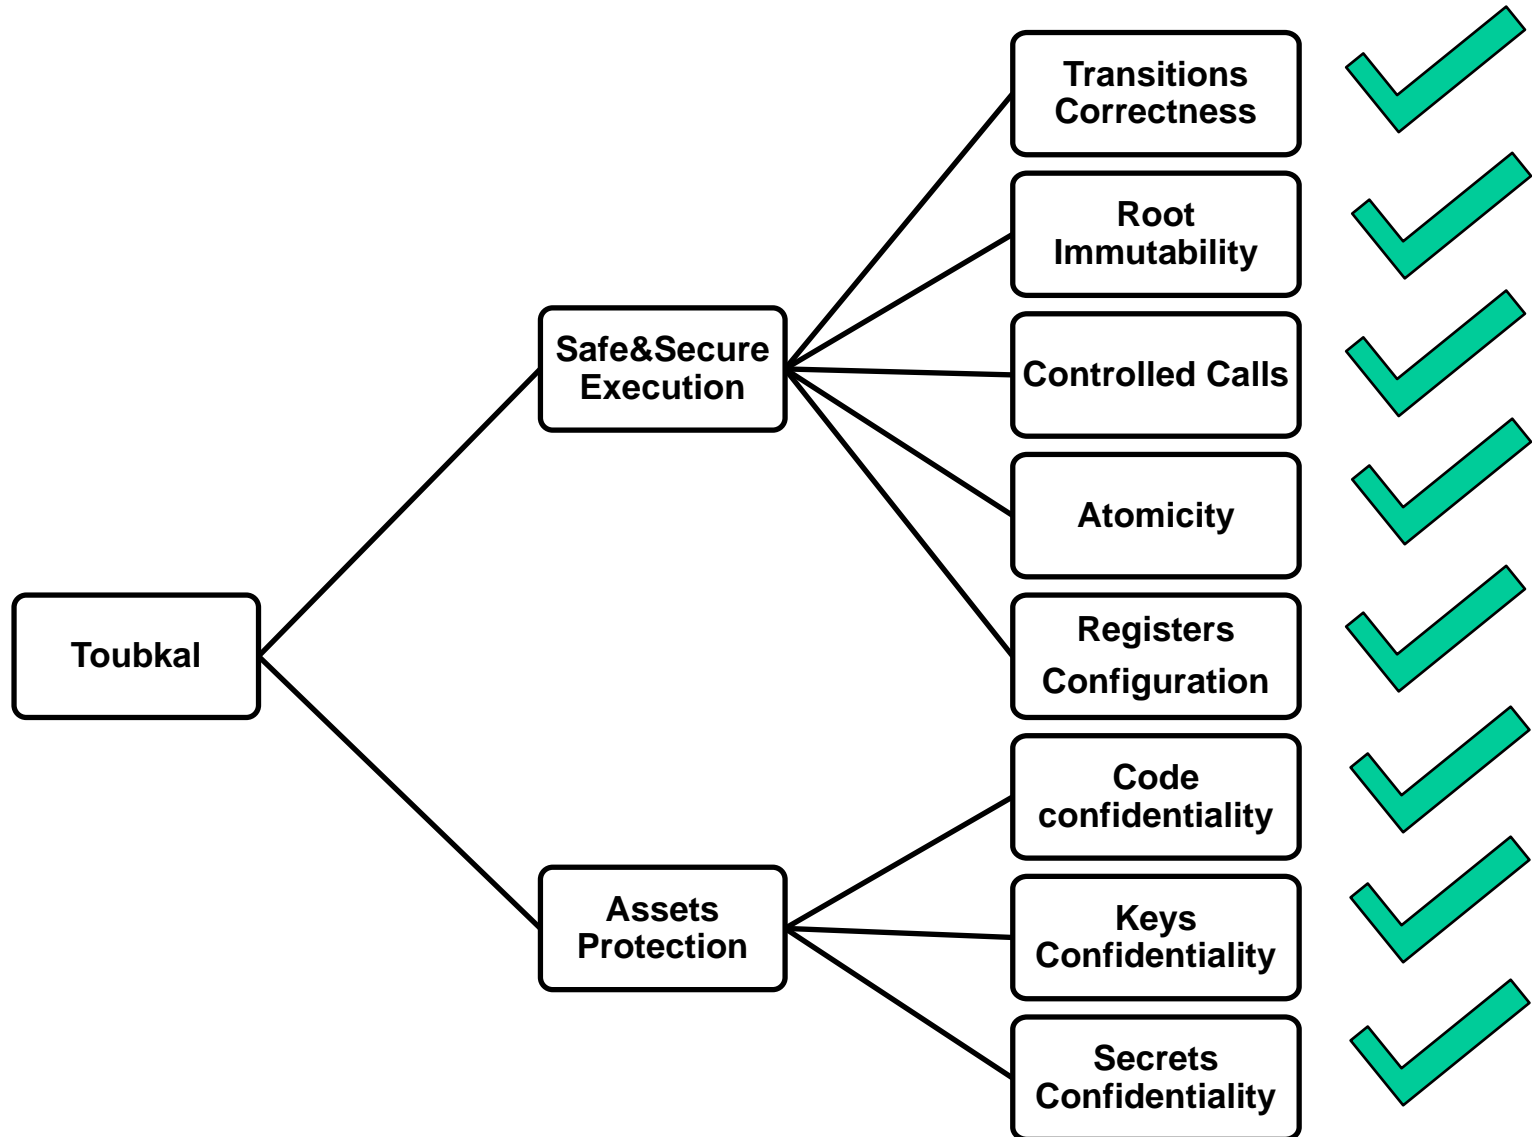 Transitions
Correctness
Root
Immutability
Safe&Secure
Execution
Controlled Calls
Atomicity
Toubkal
Registers
Configuration
Code
confidentiality
Assets
Protection
Keys
Confidentiality
Secrets
Confidentiality